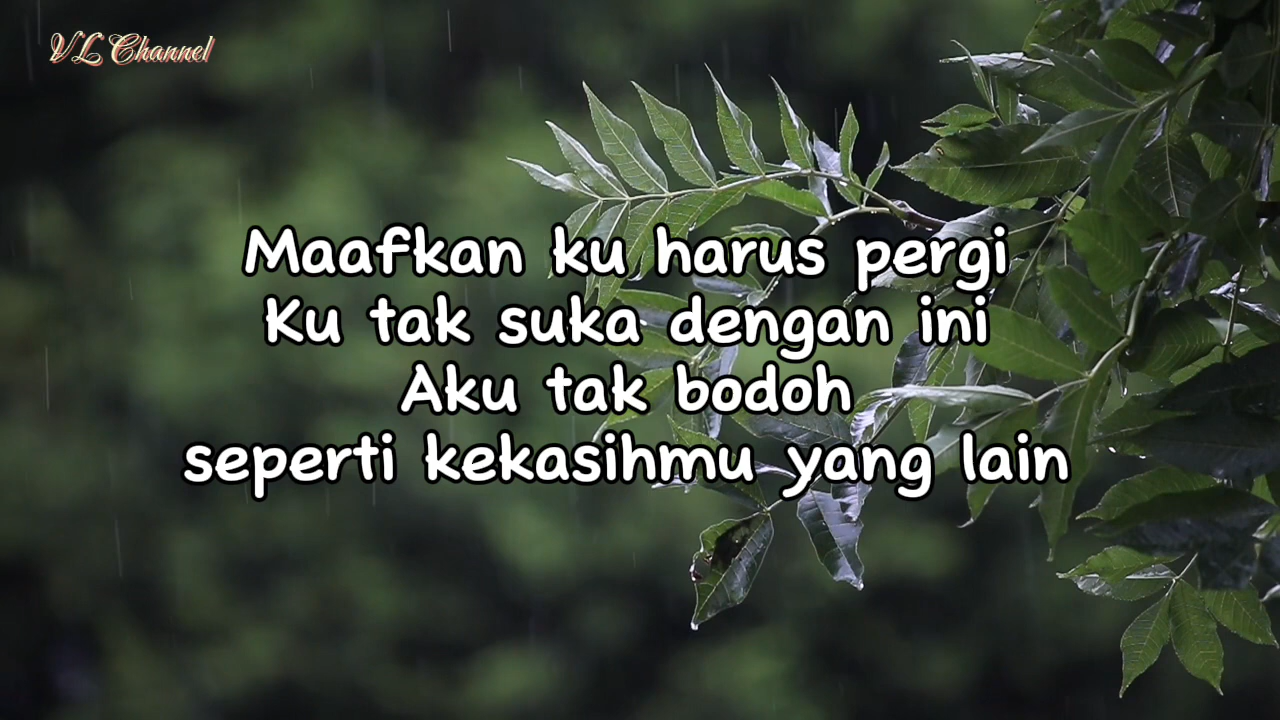 VL Channel
Maafkan ku harus pergi
Ku tak suka dengan ini
Aku tak bodoh
seperti kekasihmu yang lain